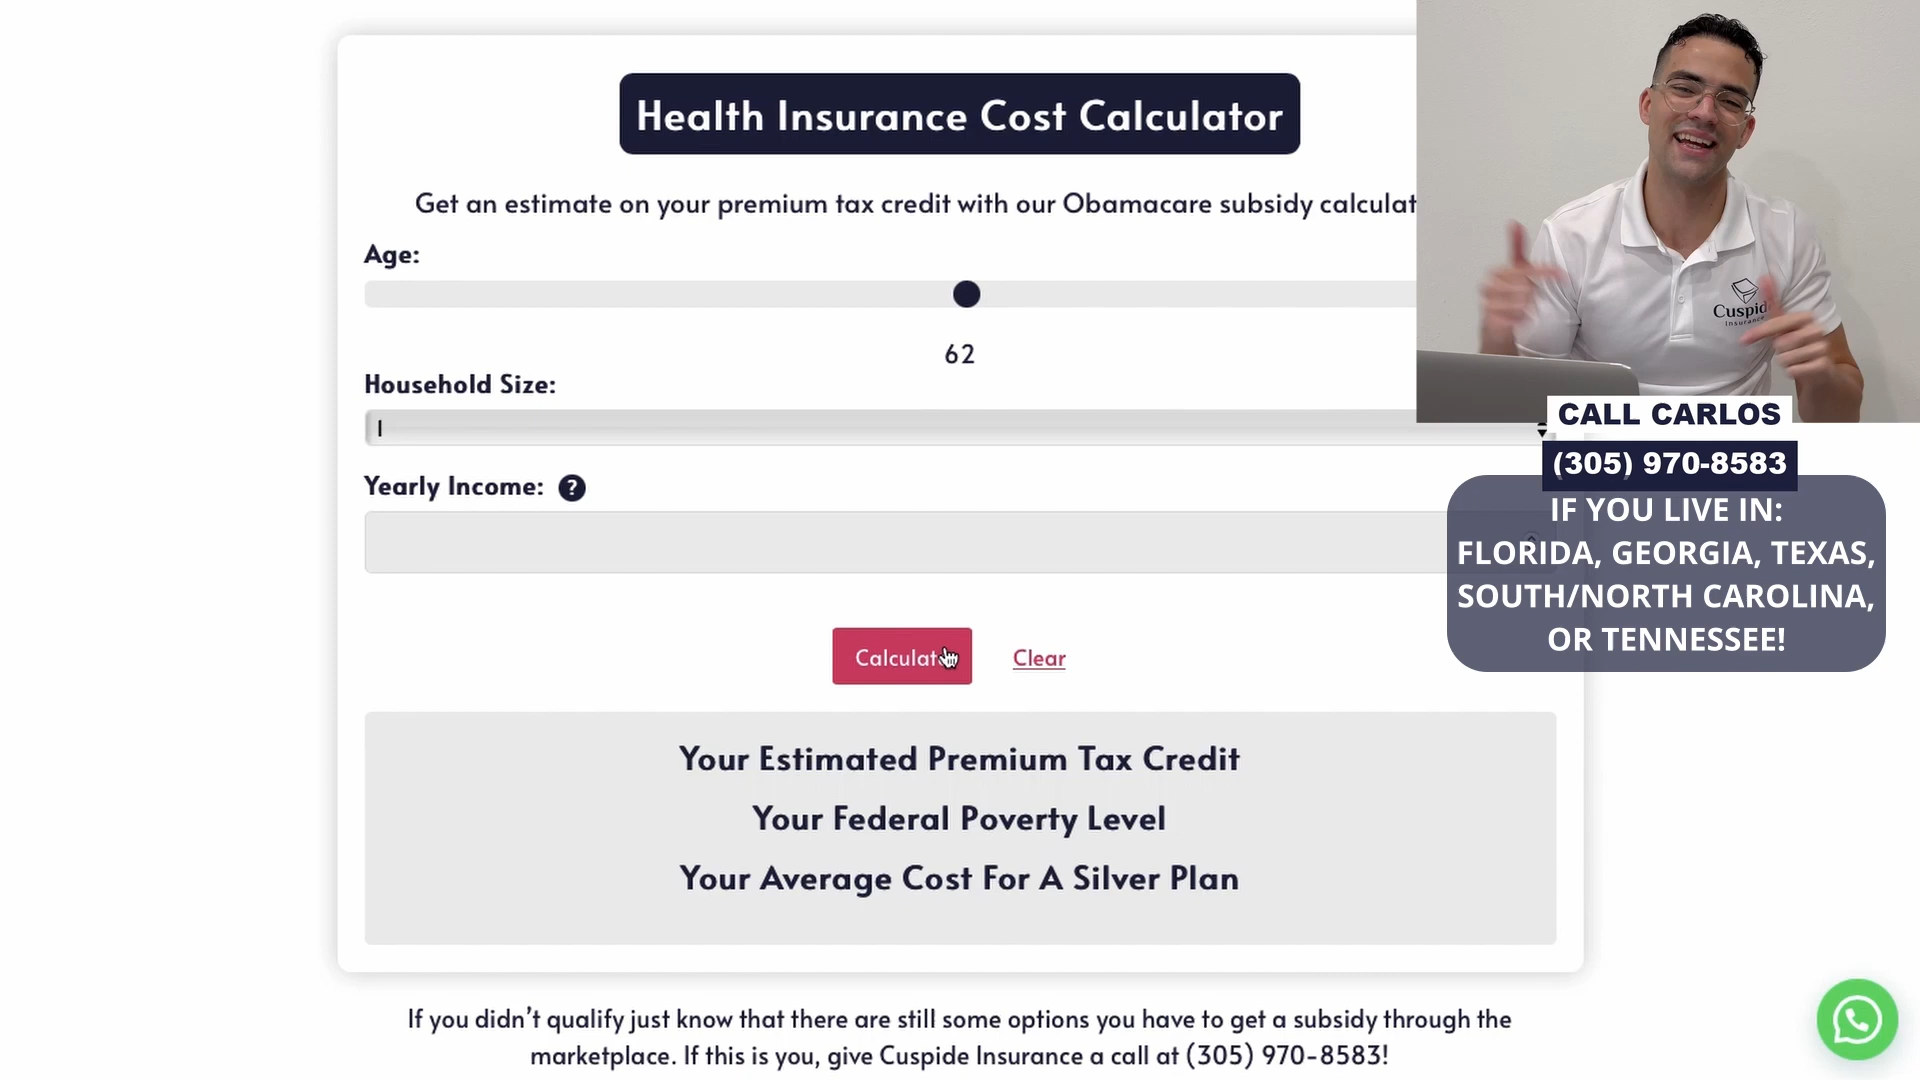 Health Insurance Cost Calculator
Get an estimate on your premium tax credit with our Obamacare subsidy calculat
Age:
62
Household Size:
1
Yearly Income: ?
Calculat
Clear
Your Estimated Premium Tax Credit
Your Federal Poverty Level
Your Average Cost For A Silver Plan
If you didn’t qualify just know that there are still some options you have to get a subsidy through the
marketplace. If this is you, give Cuspide Insurance a call at (305) 970-8583!
Cuspid
Insurance
CALL CARLOS
(305) 970-8583
IF YOU LIVE IN:
FLORIDA, GEORGIA, TEXAS,
SOUTH/NORTH CAROLINA,
OR TENNESSEE!